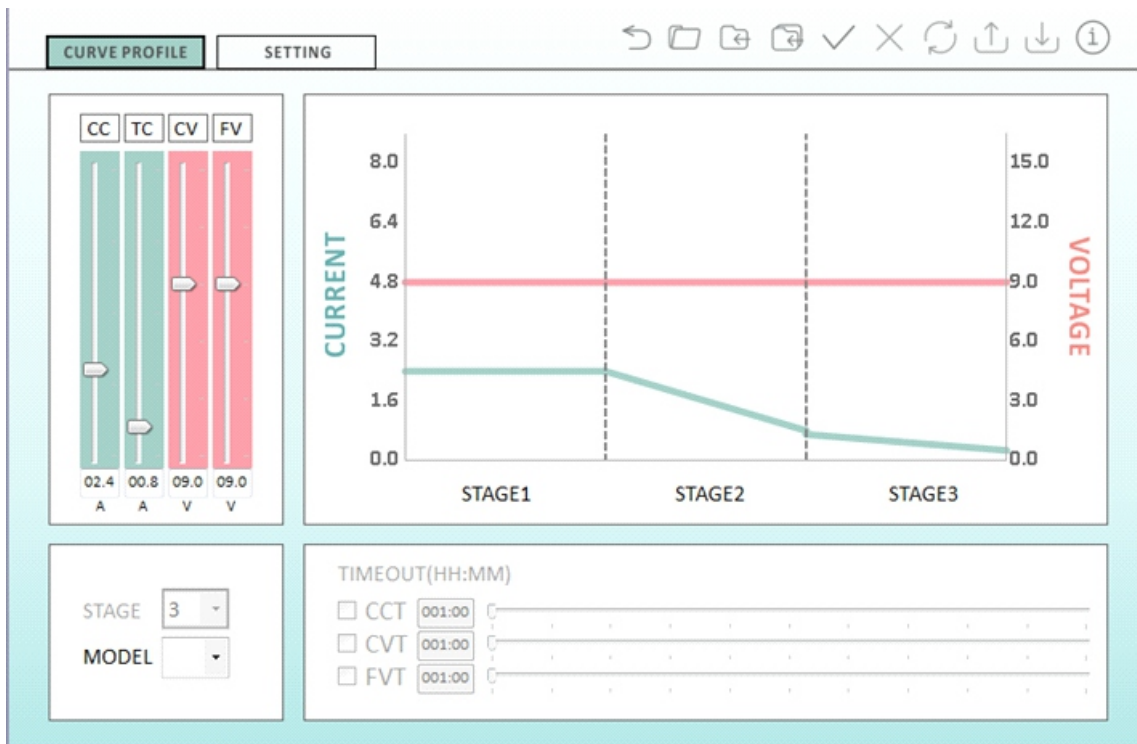 CURVE PROFILE SETTING
CC TC CV FV
02.4 00.8 09.0 09.0
A A V V
CURRENT
8.0
6.4
4.8
3.2
1.6
0.0
15.0
12.0
9.0
6.0
3.0
0.0
VOLTAGE
STAGE1 STAGE2 STAGE3
STAGE 3
MODEL
TIMEOUT(HH:MM)
CCT 001:00
CVT 001:00
FVT 001:00